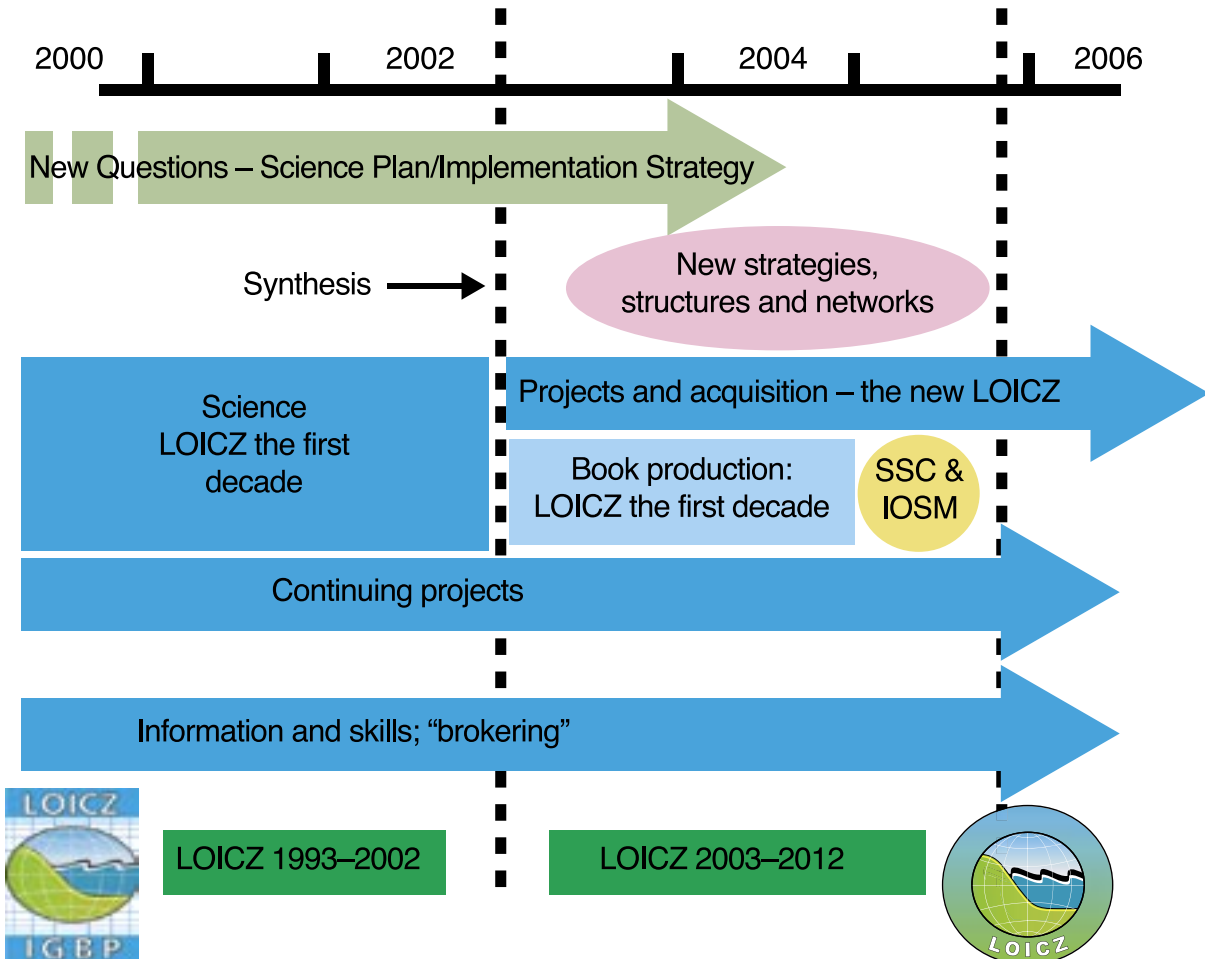 2000
2002
2004
2006
New Questions – Science Plan/Implementation Strategy
Synthesis
New strategies,
structures and networks
Science
LOICZ the first
decade
Projects and acquisition – the new LOICZ
Book production:
LOICZ the first decade
SSC &
IOSM
Continuing projects
Information and skills; “brokering”
LOICZ
IGBP
LOICZ 1993–2002
LOICZ 2003–2012
LOICZ